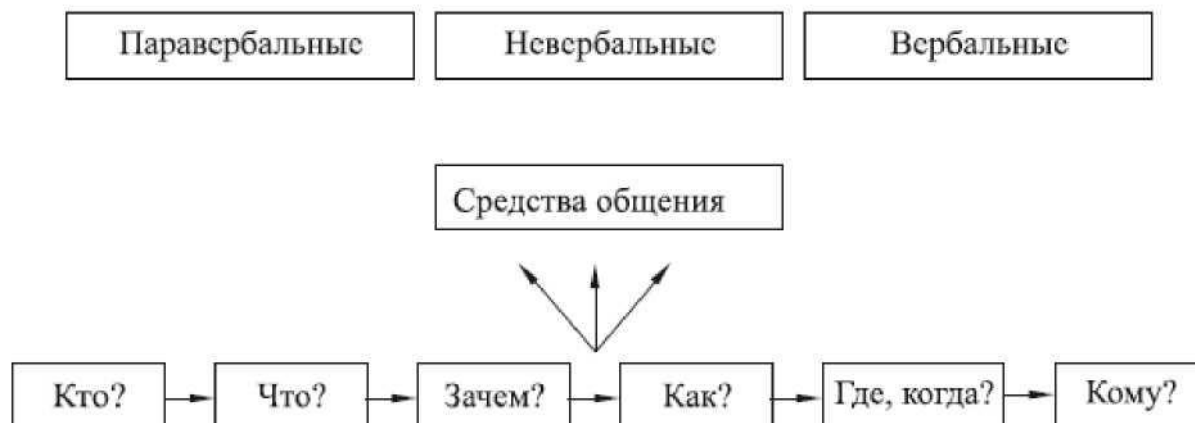 Паравербальные Невербальные Вербальные
Средства общения
Кто? Что? Зачем? Как? Где, когда? Кому?